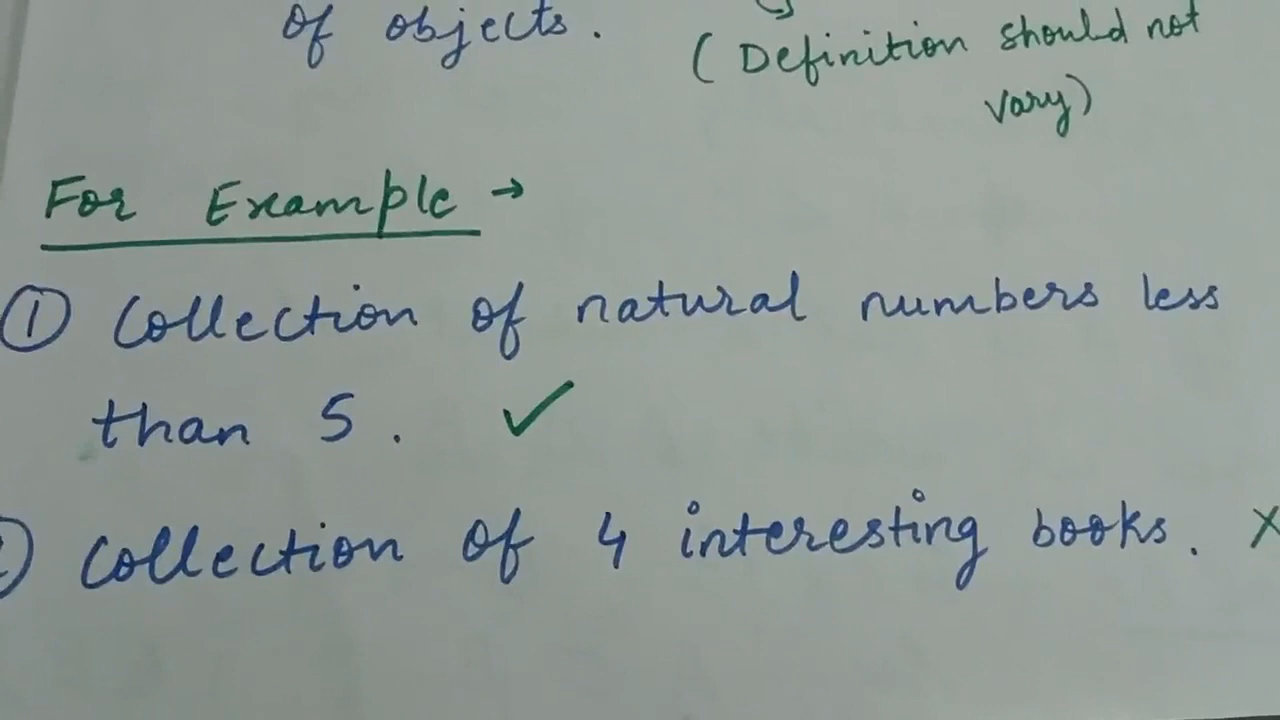 of objects.
(Definition should not
vary)
For Example →
① Collection of natural numbers less
than 5. ✓
Collection of 4 interesting books. X